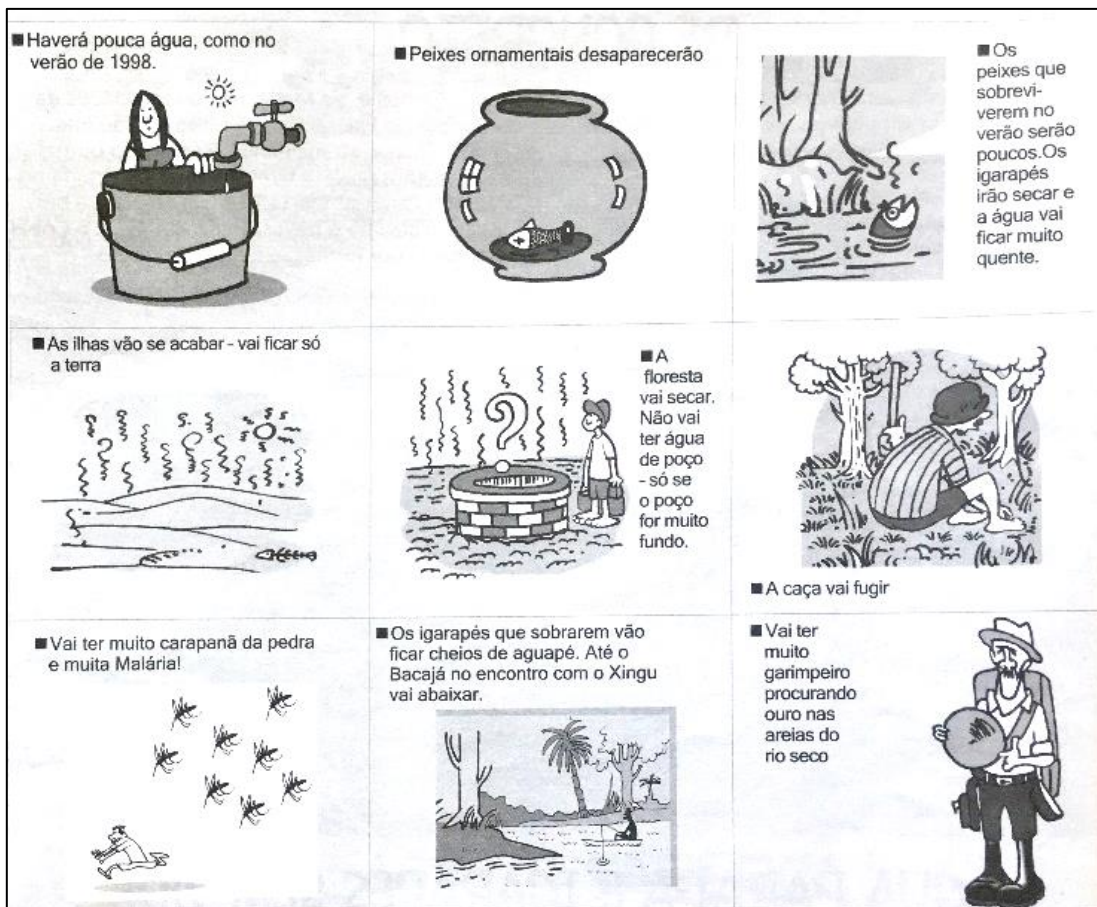 ■ Haverá pouca água, como no
verão de 1998.
■ Peixes ornamentais desaparecerão
■ Os
peixes que
sobrevi-
verem no
verão serão
poucos.Os
igarapés
irão secar e
a água vai
ficar muito
quente.
■ As ilhas vão se acabar - vai ficar só
a terra
■ A
floresta
vai secar.
Não vai
ter água
de poço
- só se
o poço
for muito
fundo.
■ A caça vai fugir
■ Vai ter muito carapanã da pedra
e muita Malária!
■ Os igarapés que sobrarem vão
ficar cheios de aguapé. Até o
Bacajá no encontro com o Xingu
vai abaixar.
■ Vai ter
muito
garimpeiro
procurando
ouro nas
areias do
rio seco